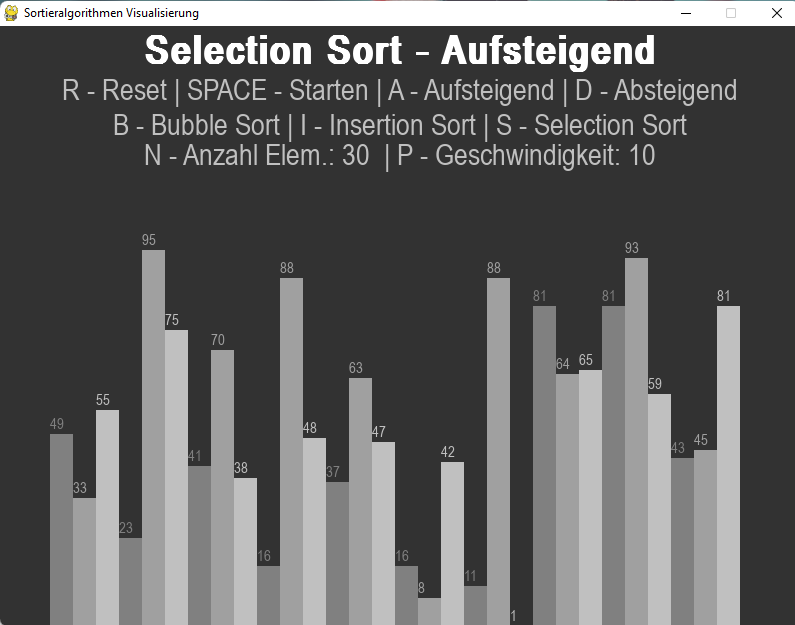 Sortieralgorithmen Visualisierung
Selection Sort - Aufsteigend
R - Reset | SPACE - Starten | A - Aufsteigend | D - Absteigend
B - Bubble Sort | I - Insertion Sort | S - Selection Sort
N - Anzahl Elem.: 30 | P - Geschwindigkeit: 10
49 33 55 23 95 75 41 70 38 16 88 48 37 63 47 16 8 42 11 88 1 81 64 65 81 93 59 43 45 81